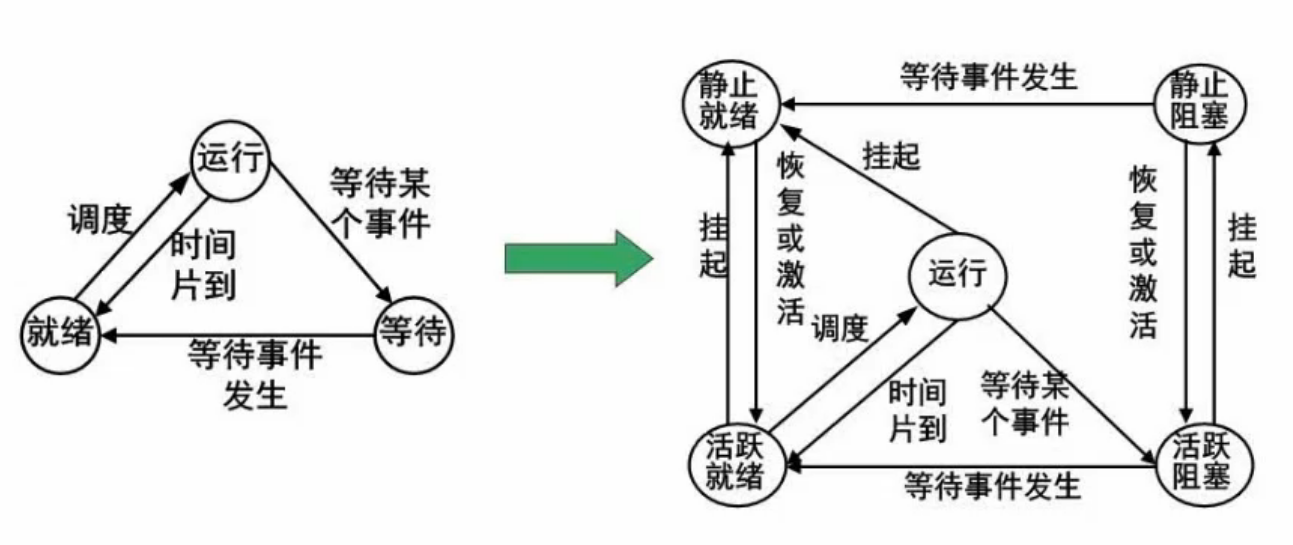 运行
调度
等待某
个事件
时间
片到
就绪
等待
等待事件
发生
静止
就绪
等待事件发生
静止
阻塞
挂起
恢
复
或
激
活
挂
起
恢
复
或
激
活
挂
起
运行
调度
时间
片到
等待某
个事件
活跃
就绪
等待事件发生
活跃
阻塞